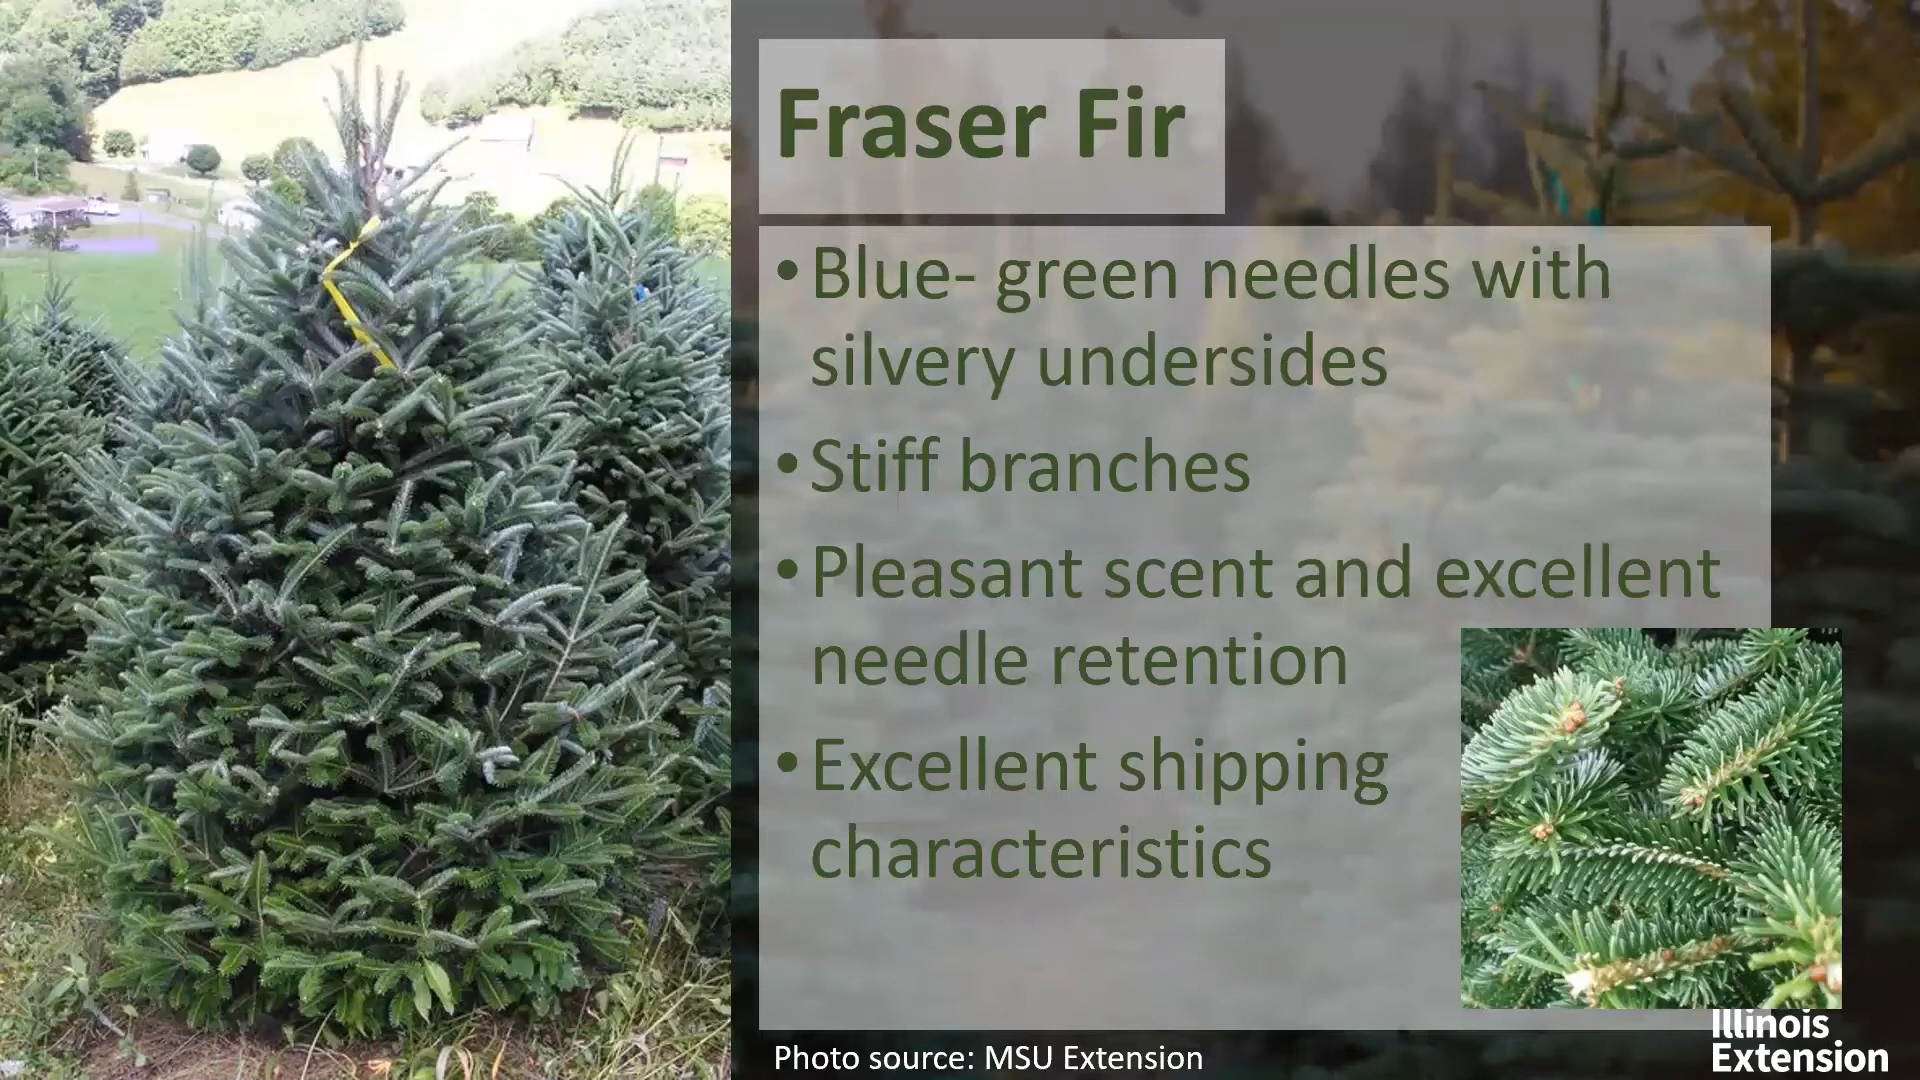 Fraser Fir
• Blue- green needles with
silvery undersides
• Stiff branches
• Pleasant scent and excellent
needle retention
• Excellent shipping
characteristics
Photo source: MSU Extension
Illinois
Extension